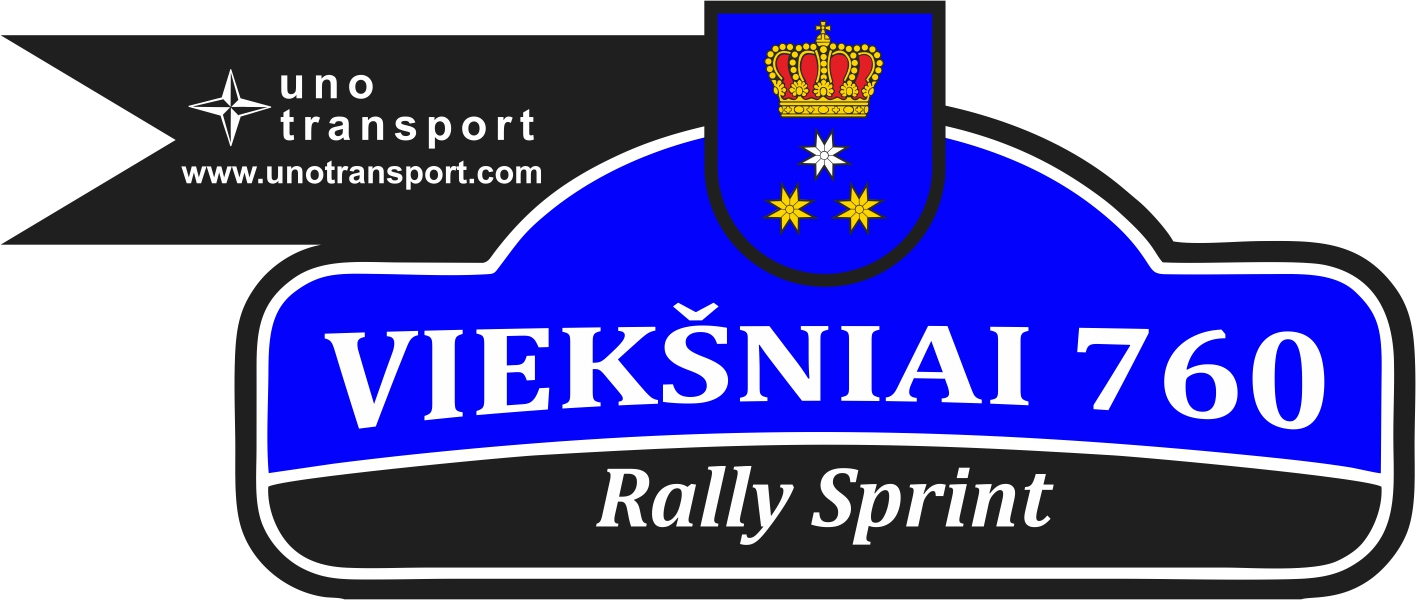 uno
transport
www.unotransport.com
VIEKŠNIAI 760
Rally Sprint